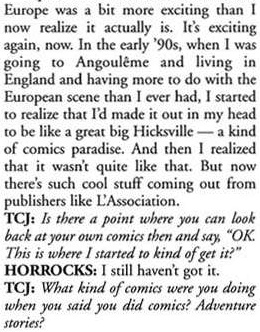 Europe was a bit more exciting than I
now realize it actually is. It's exciting
again, now. In the early '90s, when I was
going to Angoulême and living in
England and having more to do with the
European scene than I ever had, I started
to realize that I'd made it out in my head
to be like a great big Hicksville — a kind
of comics paradise. And then I realized
that it wasn't quite like that. But now
there's such cool stuff coming out from
publishers like L'Association.
TCJ: Is there a point where you can look
back at your own comics then and say, "OK.
This is where I started to kind of get it?"
HORROCKS: I still haven't got it.
TCJ: What kind of comics were you doing
when you said you did comics? Adventure
stories?